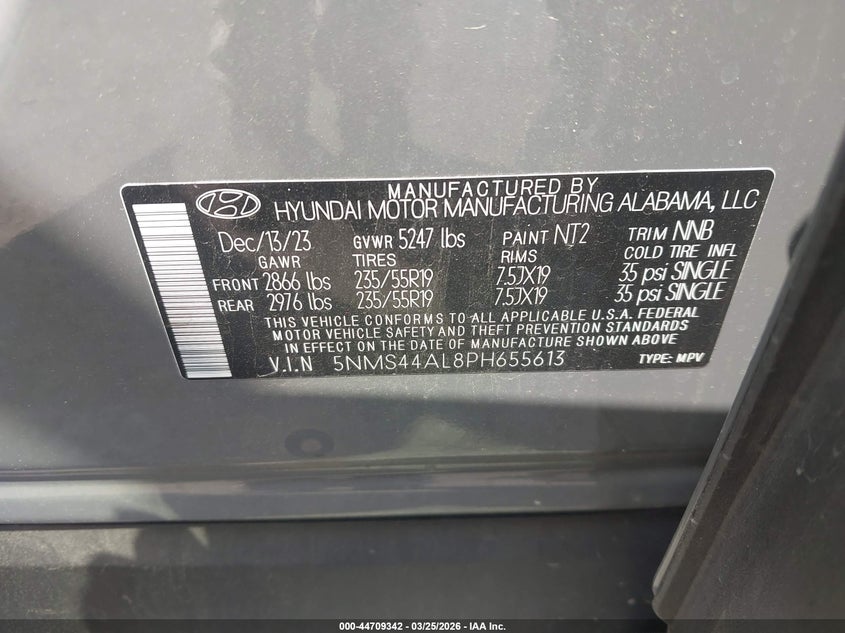 MANUFACTURED BY
HYUNDAI MOTOR MANUFACTURING ALABAMA, LLC
Dec/13/23 GVWR 5247 lbs PAINT NT2 TRIM NNB
GAWR TIRES RIMS COLD TIRE INFL
FRONT 2866 lbs 235/55R19 7.5JX19 35 psi SINGLE
REAR 2976 lbs 235/55R19 7.5JX19 35 psi SINGLE
THIS VEHICLE CONFORMS TO ALL APPLICABLE U.S.A. FEDERAL
MOTOR VEHICLE SAFETY AND THEFT PREVENTION STANDARDS
IN EFFECT ON THE DATE OF MANUFACTURE SHOWN ABOVE
V.I.N 5NMS44AL8PH655613 TYPE: MPV
000-44709342 | 03/25/2026 - IAA Inc.